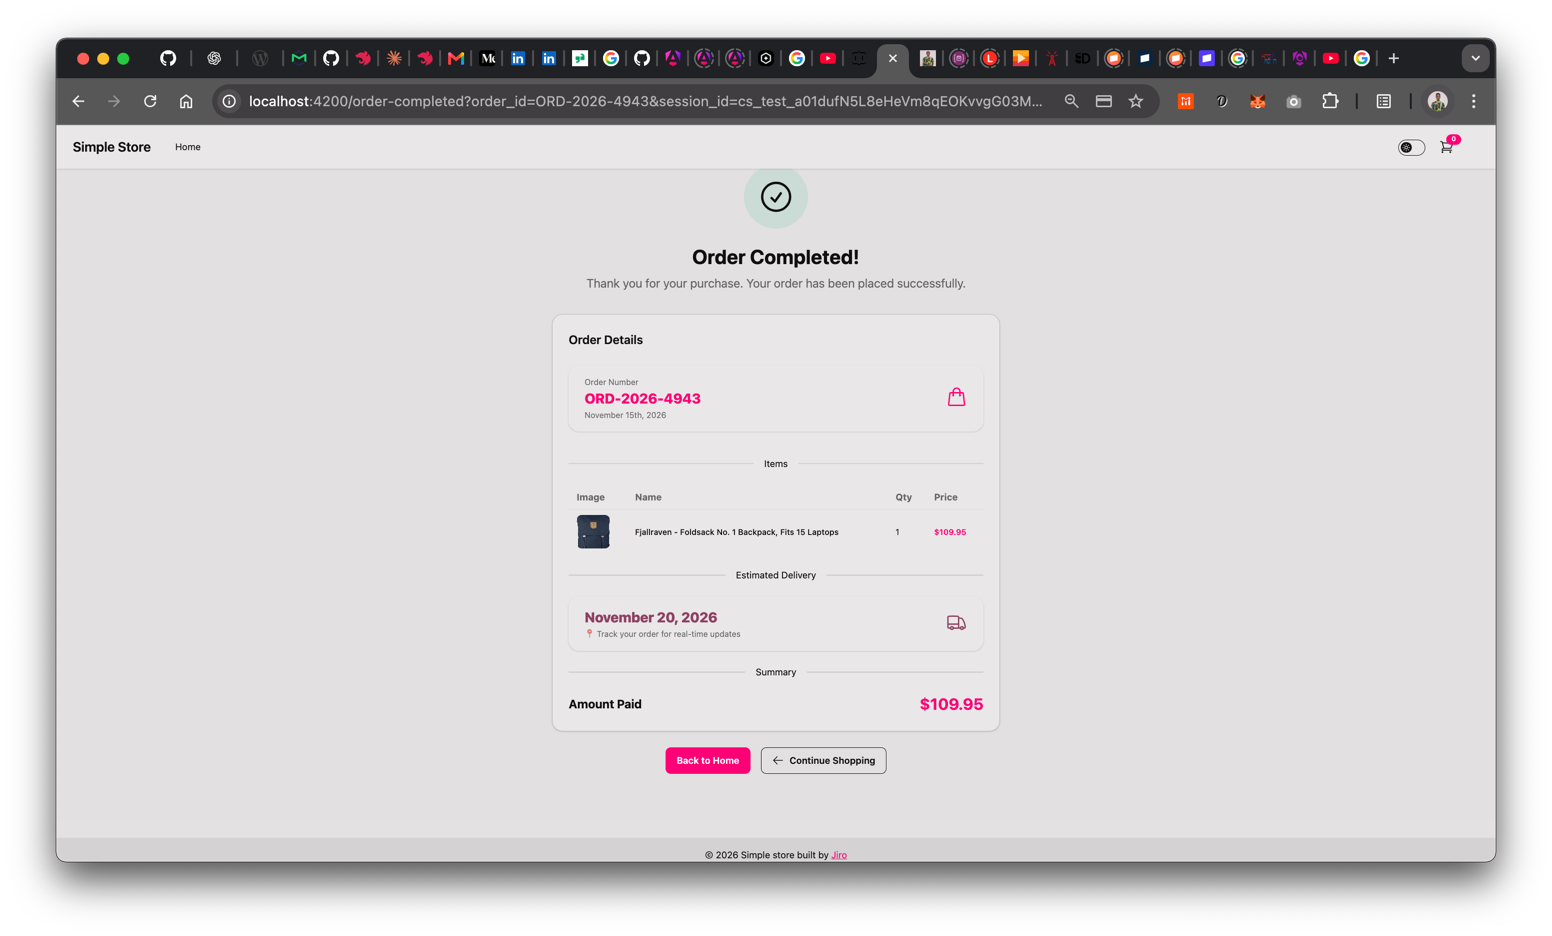 localhost:4200/order-completed?order_id=ORD-2026-4943&session_id=cs_test_a01dufN5L8eHeVm8qEOKvvgG03M...
Simple Store
Home
0
Order Completed!
Thank you for your purchase. Your order has been placed successfully.
Order Details
Order Number
ORD-2026-4943
November 15th, 2026
Items
Image Name Qty Price
Fjallraven - Foldsack No. 1 Backpack, Fits 15 Laptops 1 $109.95
Estimated Delivery
November 20, 2026
Track your order for real-time updates
Summary
Amount Paid $109.95
Back to Home
Continue Shopping
© 2026 Simple store built by Jiro